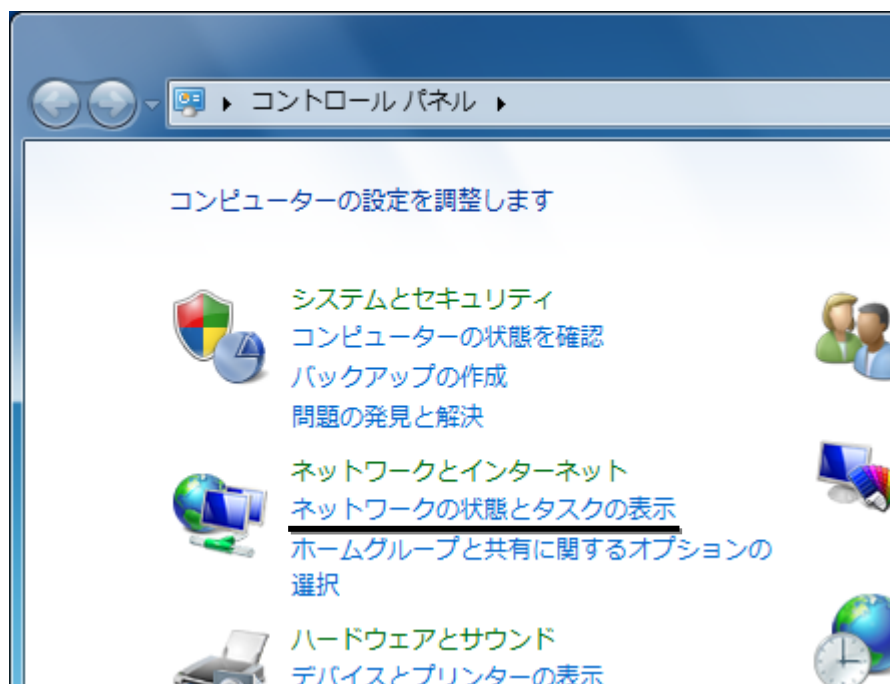 コントロール パネル
コンピューターの設定を調整します
システムとセキュリティ
コンピューターの状態を確認
バックアップの作成
問題の発見と解決
ネットワークとインターネット
ネットワークの状態とタスクの表示
ホームグループと共有に関するオプションの
選択
ハードウェアとサウンド
デバイスとプリンターの表示